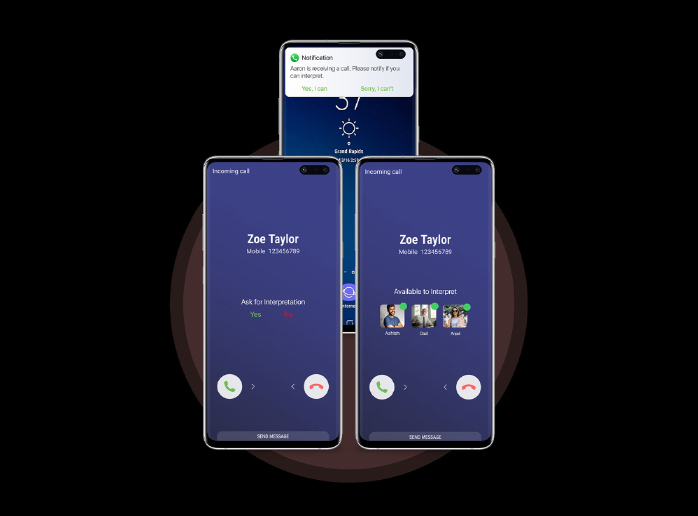 Notification
Aaron is receiving a call. Please notify if you
can interpret.
Yes, I can
Sorry, I can't
37
Grand Rapids
Incoming call
Zoe Taylor
Mobile 123456789
Ask for Interpretation
Yes
No
SEND MESSAGE
Incoming call
Zoe Taylor
Mobile 123456789
Available to Interpret
Ashish
Dad
SEND MESSAGE